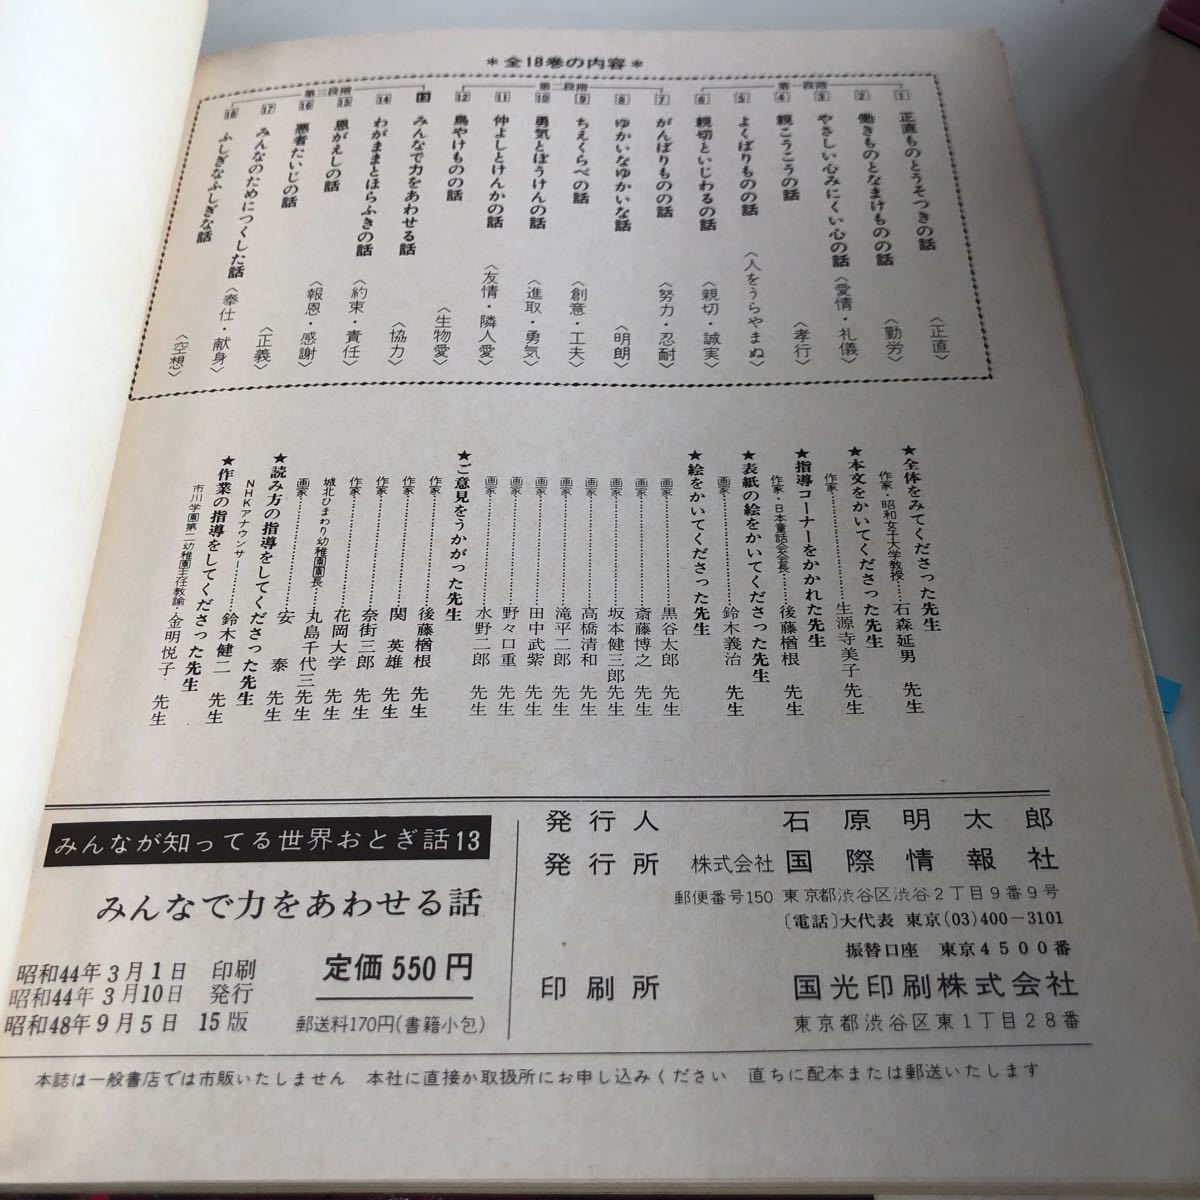 ＊全18巻の内容＊
第一段階
1 正直ものとうそつきの話〈正直〉
2 働きものとなまけものの話〈勤労〉
3 やさしい心みにくい心の話〈愛情・礼儀〉
4 親こうこうの話〈孝行〉
5 よくばりものの話〈人をうらやまぬ〉
6 親切といじわるの話〈親切・誠実〉
第二段階
7 がんばりものの話〈努力・忍耐〉
8 ゆかいなゆかいな話〈明朗〉
9 ちえくらべの話〈創意・工夫〉
10 勇気とぼうけんの話〈進取・勇気〉
11 仲よしとけんかの話〈友情・隣人愛〉
12 鳥やけものの話〈生物愛〉
第三段階
13 みんなで力をあわせる話〈協力〉
14 わがままとほらふきの話〈約束・責任〉
15 恩がえしの話〈報恩・感謝〉
16 悪者たいじの話〈正義〉
17 みんなのためにつくした話〈奉仕・献身〉
18 ふしぎなふしぎな話〈空想〉
★全体をみてくださった先生
作家・昭和女子大学教授……石森延男 先生
★本文をかいてくださった先生
作家……生源寺美子 先生
★指導コーナーをかかれた先生
作家・日本童話会会長……後藤楢根 先生
★表紙の絵をかいてくださった先生
画家……鈴木義治 先生
★絵をかいてくださった先生
画家……黒谷太郎 先生
画家……斎藤博之 先生
画家……坂本健三郎 先生
画家……高橋清和 先生
画家……滝平二郎 先生
画家……田中武紫 先生
画家……野々口重 先生
画家……水野二郎 先生
★ご意見をうかがった先生
作家……後藤楢根 先生
作家……関 英雄 先生
作家……奈街三郎 先生
作家……花岡大学 先生
城北ひまわり幼稚園園長……丸島千代三 先生
画家……安 泰 先生
★読み方の指導をしてくださった先生
NHKアナウンサー……鈴木健二 先生
★作業の指導をしてくださった先生
市川学園第二幼稚園主任教諭…金明悦子 先生
みんなが知ってる世界おとぎ話13
みんなで力をあわせる話
昭和44年3月1日 印刷
昭和44年3月10日 発行
昭和48年9月5日 15版
定価 550円
郵送料170円(書籍小包)
発行人 石原明太郎
発行所 株式会社 国際情報社
郵便番号150 東京都渋谷区渋谷2丁目9番9号
〔電話〕大代表 東京(03)400－3101
振替口座 東京4500番
印刷所 国光印刷株式会社
東京都渋谷区東1丁目28番
本誌は一般書店では市販いたしません 本社に直接か取扱所にお申し込みください 直ちに配本または郵送いたします